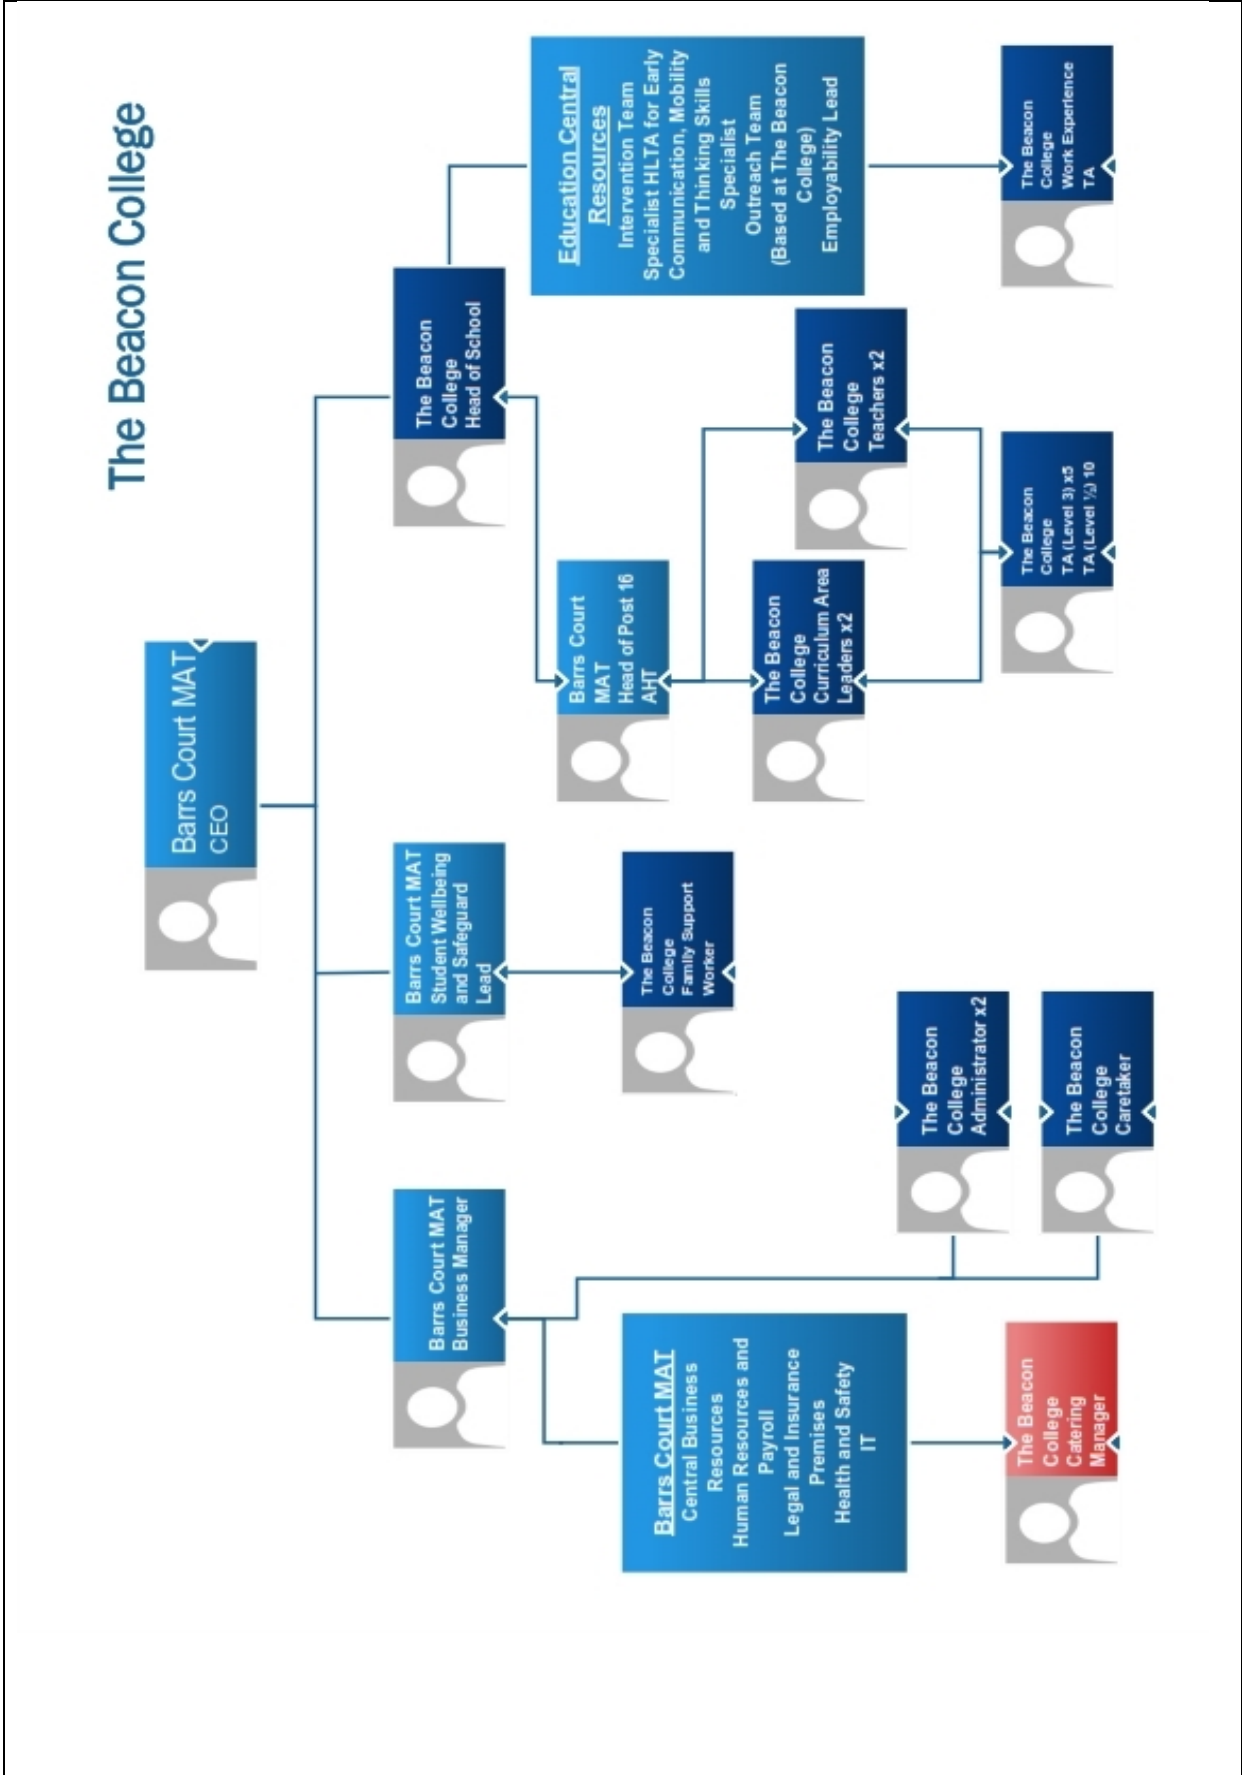 The Beacon College
Barrs Court MAT
CEO
Barrs Court MAT
Business Manager
Barrs Court MAT
Student Wellbeing
and Safeguard
Lead
The Beacon
College
Head of School
Barrs Court MAT
Central Business
Resources
Human Resources and
Payroll
Legal and Insurance
Premises
Health and Safety
IT
The Beacon
College
Family Support
Worker
Barrs Court
MAT
Head of Post 16
AHT
Education Central
Resources
Intervention Team
Specialist HLTA for Early
Communication, Mobility
and Thinking Skills
Specialist
Outreach Team
(Based at The Beacon
College)
Employability Lead
The Beacon
College
Curriculum Area
Leaders x2
The Beacon
College
Teachers x2
The Beacon
College
Administrator x2
The Beacon
College
Catering
Manager
The Beacon
College
Caretaker
The Beacon
College
TA (Level 3) x5
TA (Level ½) 10
The Beacon
College
Work Experience
TA